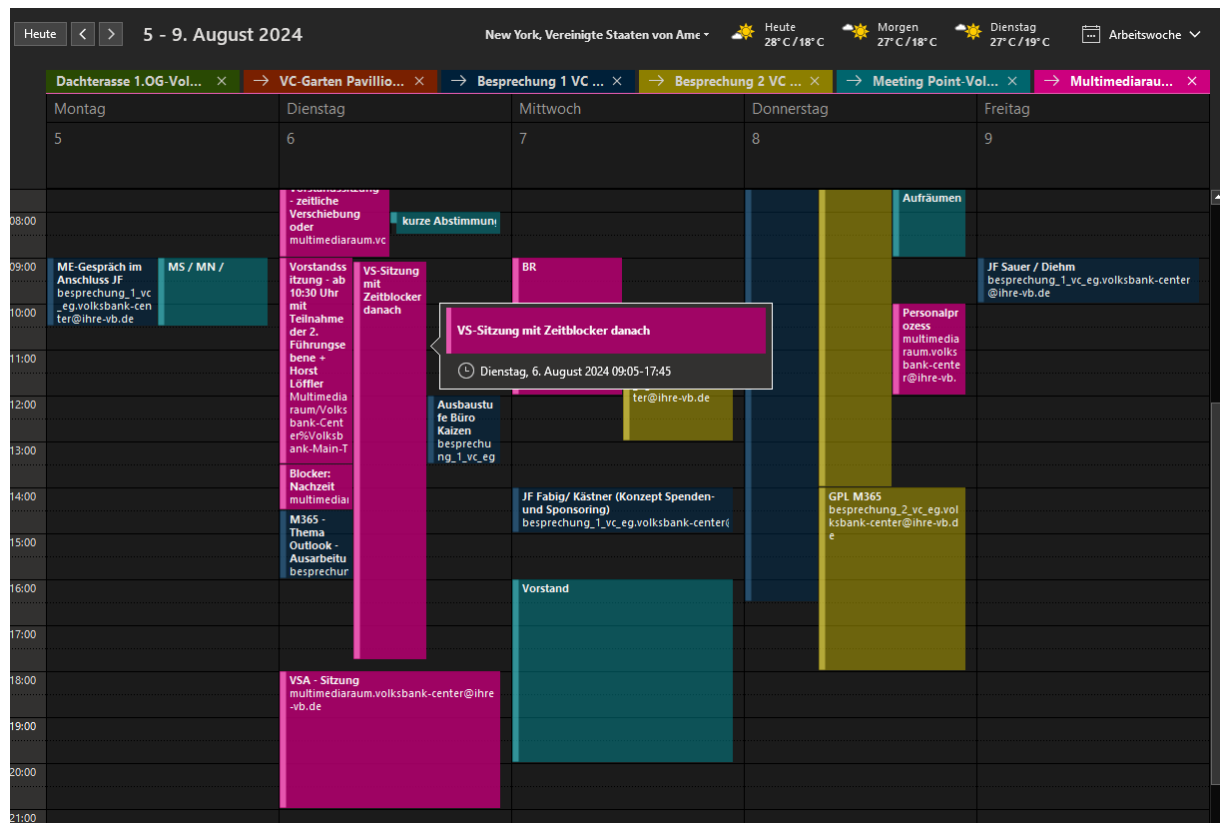 Heute
5 - 9. August 2024
New York, Vereinigte Staaten von Ame
Heute
28° C / 18° C
Morgen
27° C / 18° C
Dienstag
27° C / 19° C
Arbeitswoche
Dachterasse 1.OG-Vol... ×
→ VC-Garten Pavillio... ×
→ Besprechung 1 VC ... ×
→ Besprechung 2 VC ... ×
→ Meeting Point-Vol... ×
→ Multimediarau... ×
Montag
Dienstag
Mittwoch
Donnerstag
Freitag
5
6
7
8
9
08:00
09:00
10:00
11:00
12:00
13:00
14:00
15:00
16:00
17:00
18:00
19:00
20:00
21:00
ME-Gespräch im
Anschluss JF
besprechung_1_vc
_eg.volksbank-cen
ter@ihre-vb.de
MS / MN /
Vorstandssitzung
- zeitliche
Verschiebung
oder
multimediaraum.vc
kurze Abstimmun
Vorstandss
itzung - ab
10:30 Uhr
mit
Teilnahme
der 2.
Führungse
bene +
Horst
Löffler
Multimedia
raum/Volks
bank-Cent
er%Volksb
ank-Main-T
VS-Sitzung
mit
Zeitblocker
danach
VS-Sitzung mit Zeitblocker danach
Dienstag, 6. August 2024 09:05-17:45
Ausbaustu
fe Büro
Kaizen
besprechu
ng_1_vc_eg
Blocker:
Nachzeit
multimediai
M365 -
Thema
Outlook -
Ausarbeitu
besprechur
VSA - Sitzung
multimediaraum.volksbank-center@ihre
-vb.de
BR
ter@ihre-vb.de
JF Fabig/ Kästner (Konzept Spenden-
und Sponsoring)
besprechung_1_vc_eg.volksbank-center
Vorstand
Aufräumen
Personalpr
ozess
multimedia
raum.volks
bank-cente
r@ihre-vb.
GPL M365
besprechung_2_vc_eg.vol
ksbank-center@ihre-vb.d
e
JF Sauer / Diehm
besprechung_1_vc_eg.volksbank-center
@ihre-vb.de